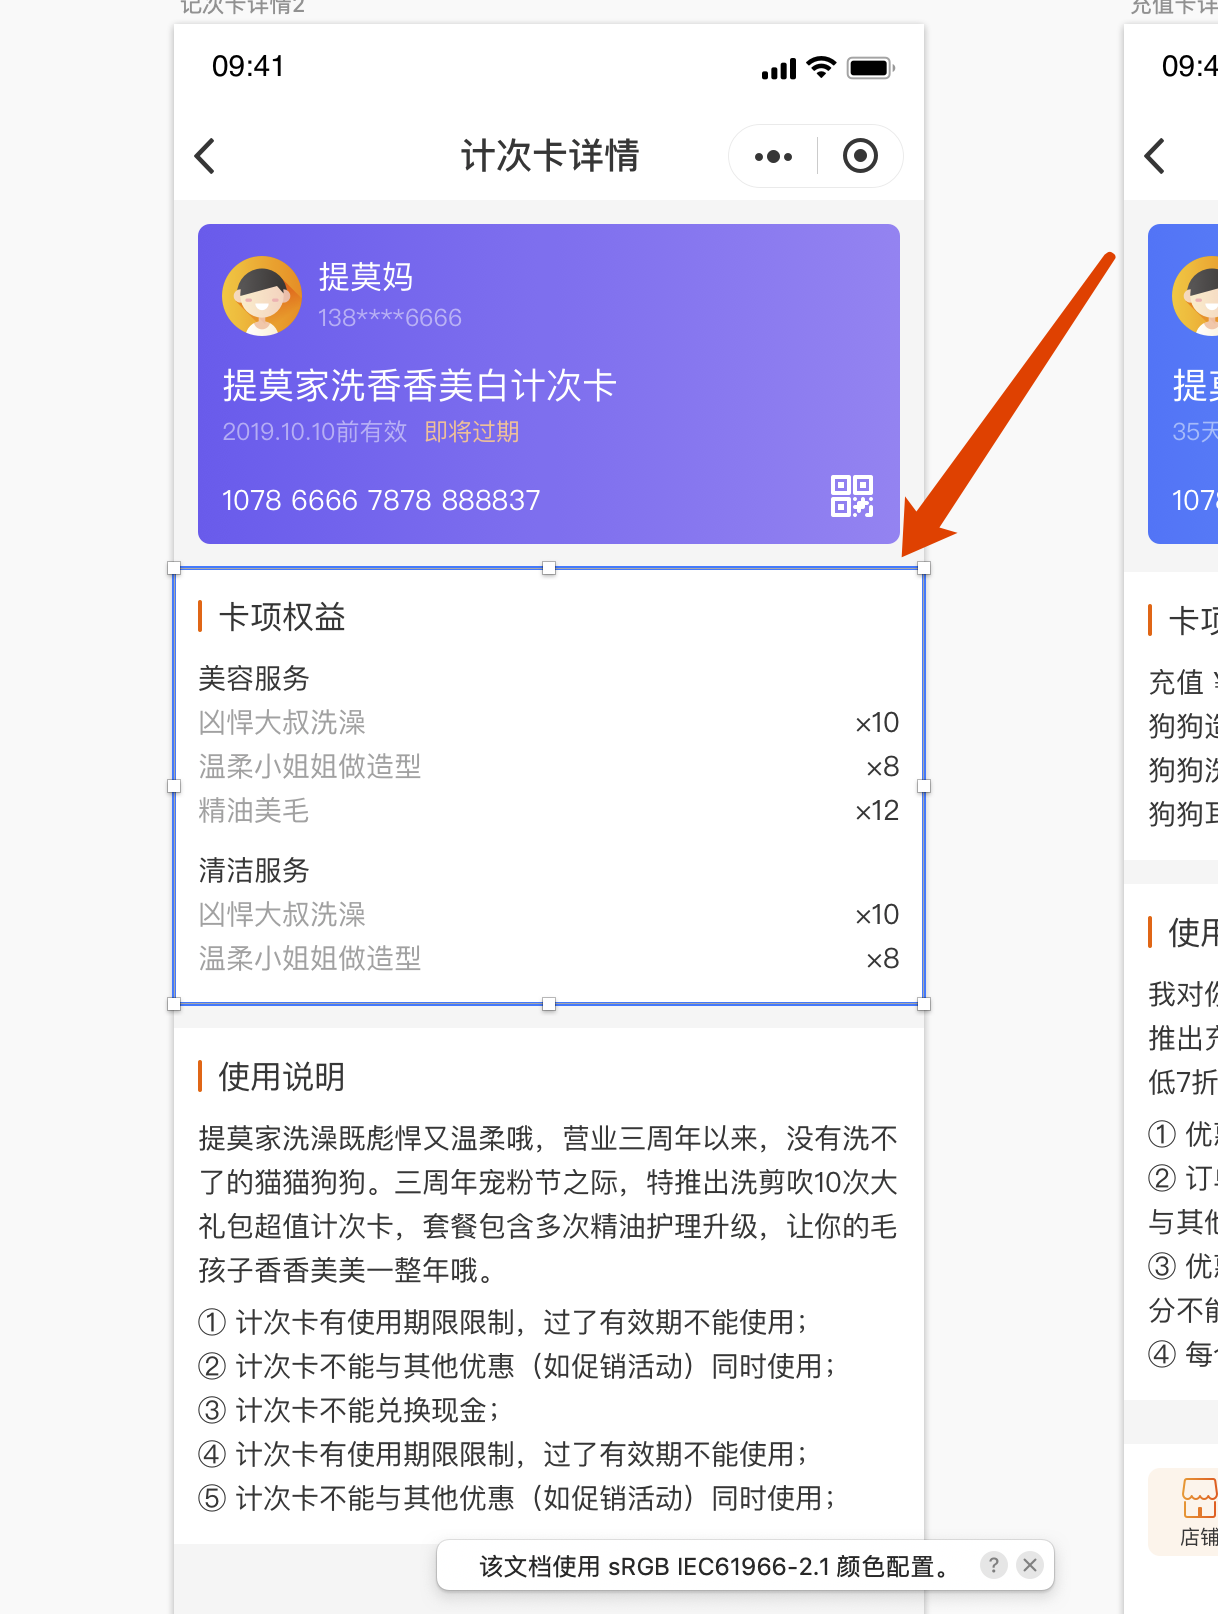 记次卡详情2
充值卡详
09:41
计次卡详情
提莫妈
138****6666
提莫家洗香香美白计次卡
2019.10.10前有效 即将过期
1078 6666 7878 888837
卡项权益
美容服务
凶悍大叔洗澡 ×10
温柔小姐姐做造型 ×8
精油美毛 ×12
清洁服务
凶悍大叔洗澡 ×10
温柔小姐姐做造型 ×8
使用说明
提莫家洗澡既彪悍又温柔哦，营业三周年以来，没有洗不
了的猫猫狗狗。三周年宠粉节之际，特推出洗剪吹10次大
礼包超值计次卡，套餐包含多次精油护理升级，让你的毛
孩子香香美美一整年哦。
① 计次卡有使用期限限制，过了有效期不能使用；
② 计次卡不能与其他优惠（如促销活动）同时使用；
③ 计次卡不能兑换现金；
④ 计次卡有使用期限限制，过了有效期不能使用；
⑤ 计次卡不能与其他优惠（如促销活动）同时使用；
该文档使用 sRGB IEC61966-2.1 颜色配置。
09:4
提
35天
107
卡项
充值
狗狗
狗狗洗
狗狗
使用
我对你
推出充
低7折
① 优
② 订
与其他
③ 优
分不能
④ 每
店铺